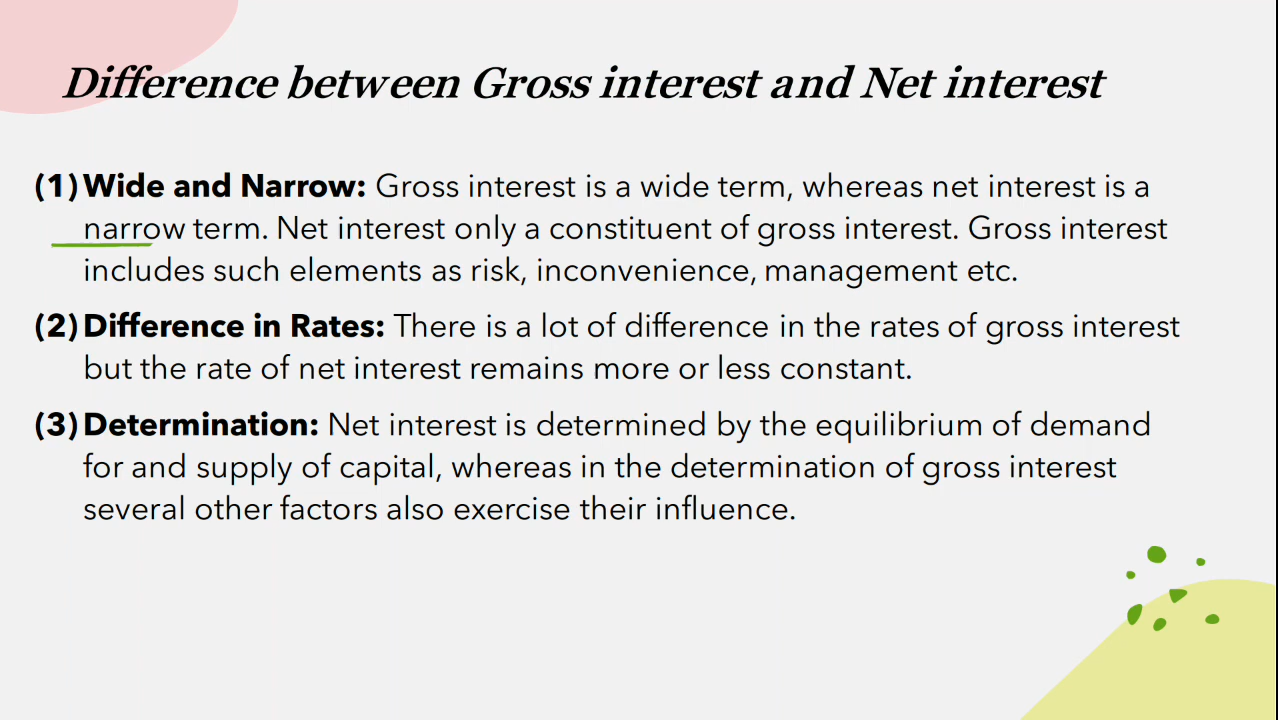 Difference between Gross interest and Net interest
(1) Wide and Narrow: Gross interest is a wide term, whereas net interest is a
narrow term. Net interest only a constituent of gross interest. Gross interest
includes such elements as risk, inconvenience, management etc.
(2) Difference in Rates: There is a lot of difference in the rates of gross interest
but the rate of net interest remains more or less constant.
(3) Determination: Net interest is determined by the equilibrium of demand
for and supply of capital, whereas in the determination of gross interest
several other factors also exercise their influence.